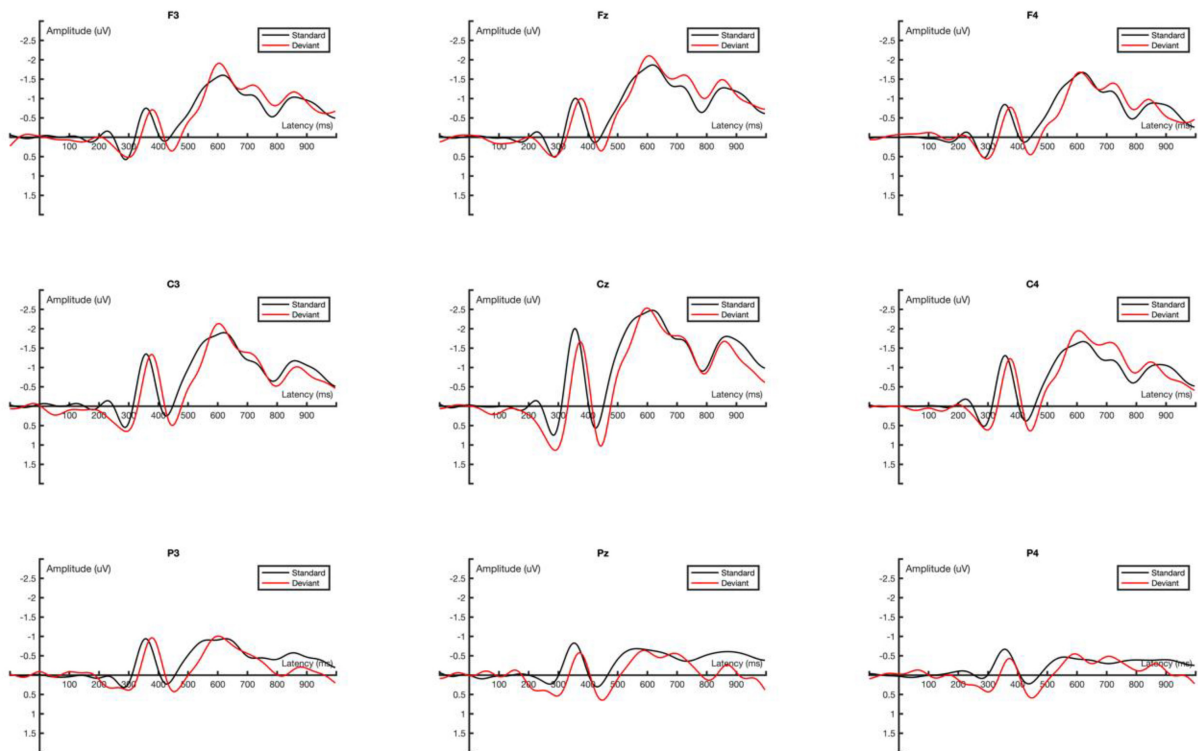 F3
Amplitude (uV)
Standard
Deviant
-2.5
-2
-1.5
-1
-0.5
0.5
1
1.5
Latency (ms)
100 200 300 400 500 600 700 800 900
Fz
Amplitude (uV)
Standard
Deviant
-2.5
-2
-1.5
-1
-0.5
0.5
1
1.5
Latency (ms)
100 200 300 400 500 600 700 800 900
F4
Amplitude (uV)
Standard
Deviant
-2.5
-2
-1.5
-1
-0.5
0.5
1
1.5
Latency (ms)
100 200 300 400 500 600 700 800 900
C3
Amplitude (uV)
Standard
Deviant
-2.5
-2
-1.5
-1
-0.5
0.5
1
1.5
Latency (ms)
100 200 300 400 500 600 700 800 900
Cz
Amplitude (uV)
Standard
Deviant
-2.5
-2
-1.5
-1
-0.5
0.5
1
1.5
Latency (ms)
100 200 300 400 500 600 700 800 900
C4
Amplitude (uV)
Standard
Deviant
-2.5
-2
-1.5
-1
-0.5
0.5
1
1.5
Latency (ms)
100 200 300 400 500 600 700 800 900
P3
Amplitude (uV)
Standard
Deviant
-2.5
-2
-1.5
-1
-0.5
0.5
1
1.5
Latency (ms)
100 200 300 400 500 600 700 800 900
Pz
Amplitude (uV)
Standard
Deviant
-2.5
-2
-1.5
-1
-0.5
0.5
1
1.5
Latency (ms)
100 200 300 400 500 600 700 800 900
P4
Amplitude (uV)
Standard
Deviant
-2.5
-2
-1.5
-1
-0.5
0.5
1
1.5
Latency (ms)
100 200 300 400 500 600 700 800 900